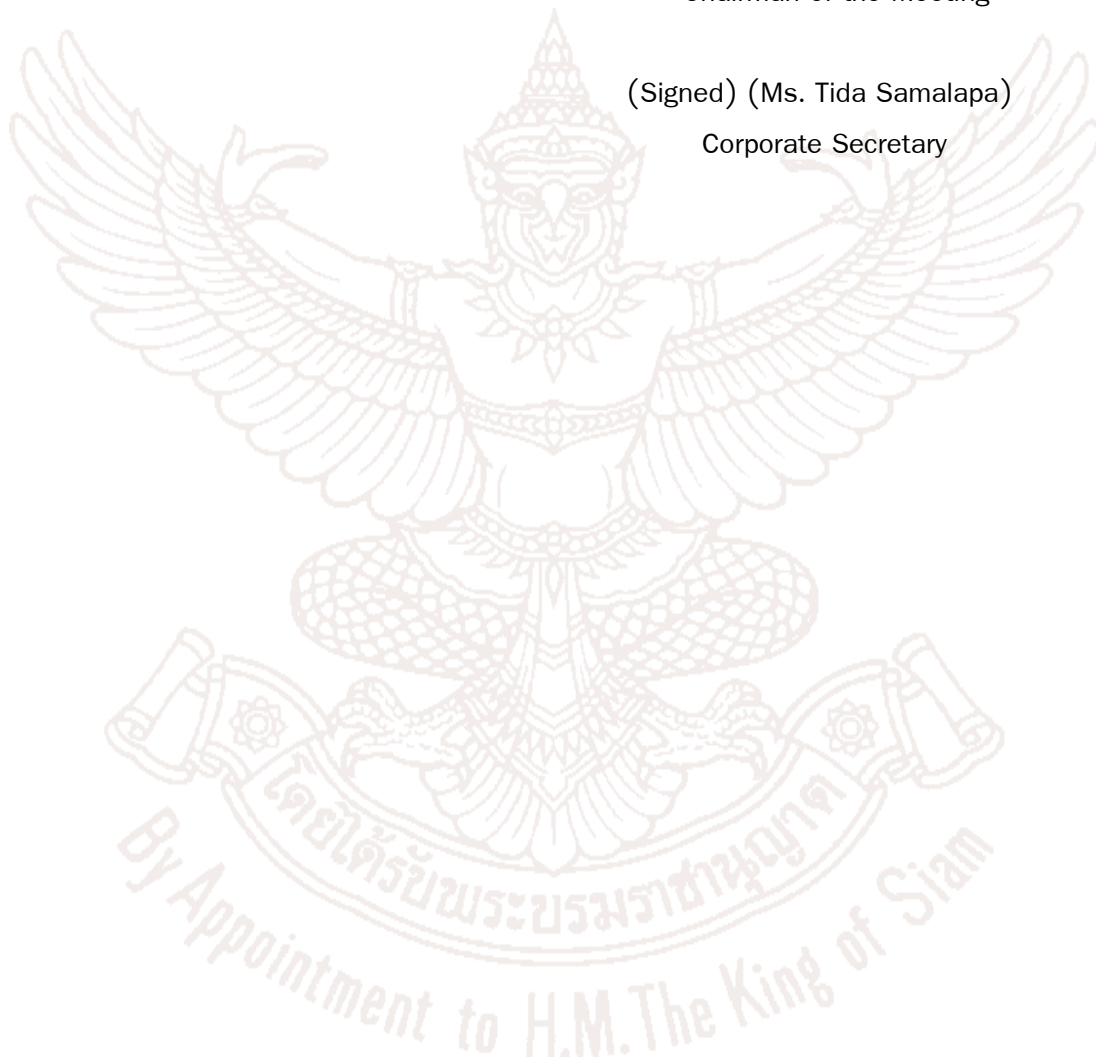 Chairman of the Meeting
(Signed) (Ms. Tida Samalapa)
Corporate Secretary
โดยได้รับพระบรมราชานุญาต
By Appointment to H.M. The King of Siam